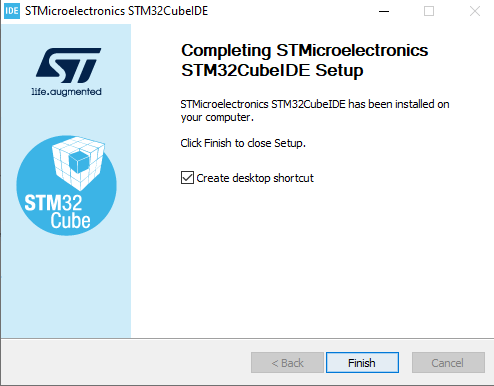 IDE STMicroelectronics STM32CubeIDE
ST
life.augmented
STM32
Cube
Completing STMicroelectronics
STM32CubeIDE Setup
STMicroelectronics STM32CubeIDE has been installed on
your computer.
Click Finish to close Setup.
Create desktop shortcut
< Back Finish Cancel